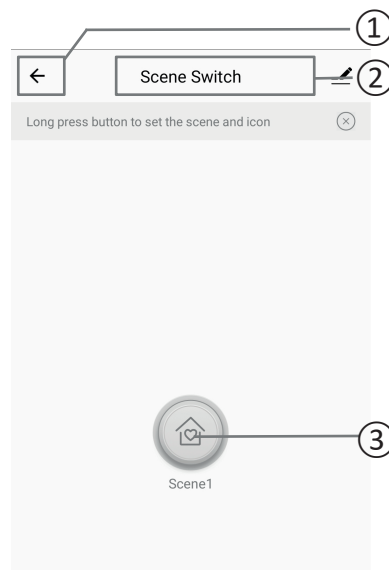 ①
Scene Switch
②
Long press button to set the scene and icon
③
Scene1